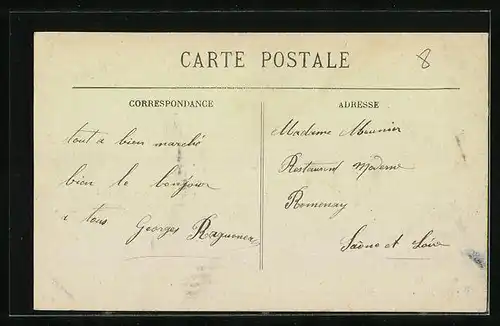 CARTE POSTALE
8
CORRESPONDANCE
tout a bien marché
bien le bonjour
à tous Georges
ADRESSE
Madame Meunier
Restaurant Moderne
Romenay
Saône et Loire